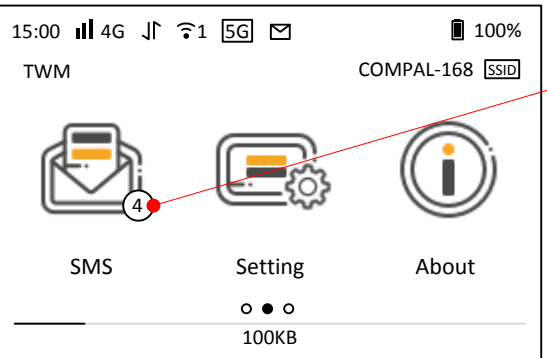 15:00 4G 1 5G 100%
TWM COMPAL-168 SSID
4
SMS Setting About
100KB